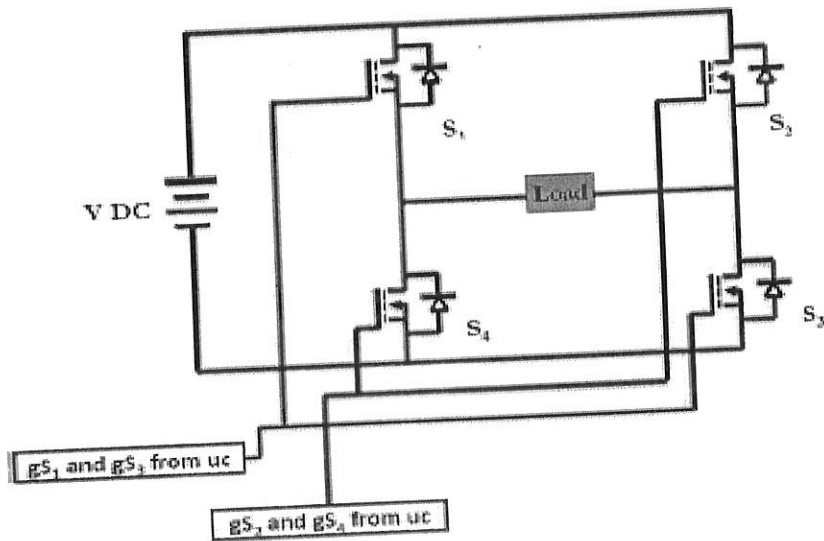 S₁
S₂
V DC
Load
S₄
S₃
gS₁ and gS₃ from uc
gS₂ and gS₄ from uc